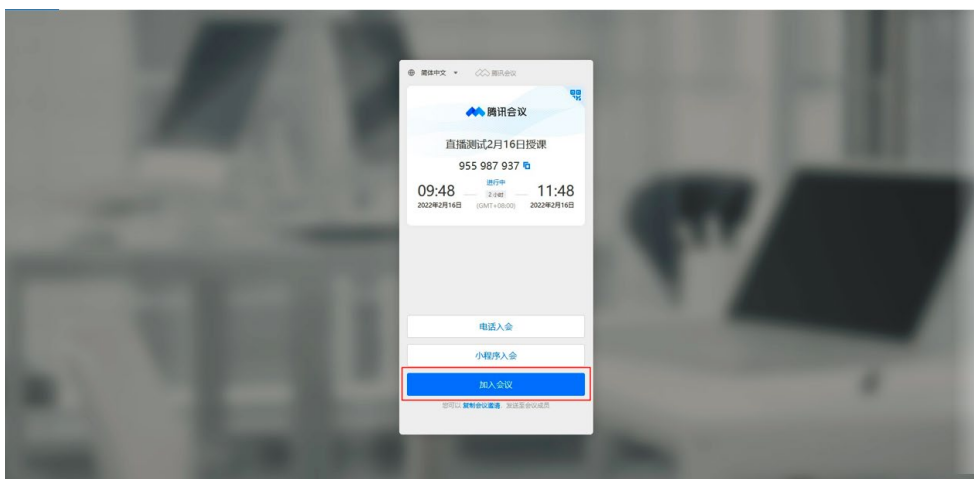 简体中文 腾讯会议
腾讯会议
直播测试2月16日授课
955 987 937
进行中
09:48 2小时 11:48
2022年2月16日 (GMT+08:00) 2022年2月16日
电话入会
小程序入会
加入会议
您可以 复制会议邀请，发送至会议成员